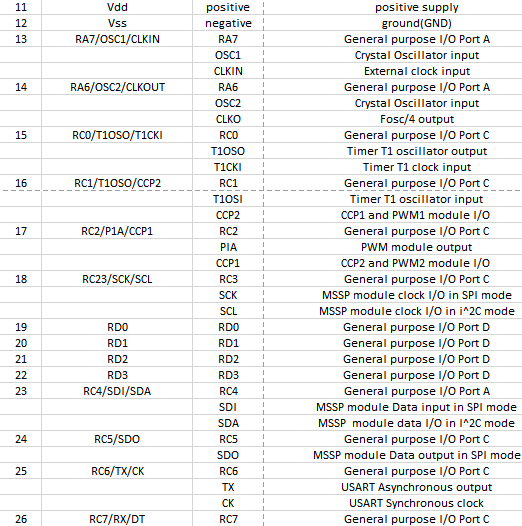 11 Vdd positive positive supply
12 Vss negative ground(GND)
13 RA7/OSC1/CLKIN RA7 General purpose I/O Port A
OSC1 Crystal Oscillator input
CLKIN External clock input
14 RA6/OSC2/CLKOUT RA6 General purpose I/O Port A
OSC2 Crystal Oscillator input
CLKO Fosc/4 output
15 RC0/T1OSO/T1CKI RC0 General purpose I/O Port C
T1OSO Timer T1 oscillator output
T1CKI Timer T1 clock input
16 RC1/T1OSO/CCP2 RC1 General purpose I/O Port C
T1OSI Timer T1 oscillator input
CCP2 CCP1 and PWM1 module I/O
17 RC2/P1A/CCP1 RC2 General purpose I/O Port C
PIA PWM module output
CCP1 CCP2 and PWM2 module I/O
18 RC23/SCK/SCL RC3 General purpose I/O Port C
SCK MSSP module clock I/O in SPI mode
SCL MSSP module clock I/O in i^2C mode
19 RD0 RD0 General purpose I/O Port D
20 RD1 RD1 General purpose I/O Port D
21 RD2 RD2 General purpose I/O Port D
22 RD3 RD3 General purpose I/O Port D
23 RC4/SDI/SDA RC4 General purpose I/O Port A
SDI MSSP module Data input in SPI mode
SDA MSSP module data I/O in I^2C mode
24 RC5/SDO RC5 General purpose I/O Port C
SDO MSSP module Data output in SPI mode
25 RC6/TX/CK RC6 General purpose I/O Port C
TX USART Asynchronous output
CK USART Synchronous clock
26 RC7/RX/DT RC7 General purpose I/O Port C